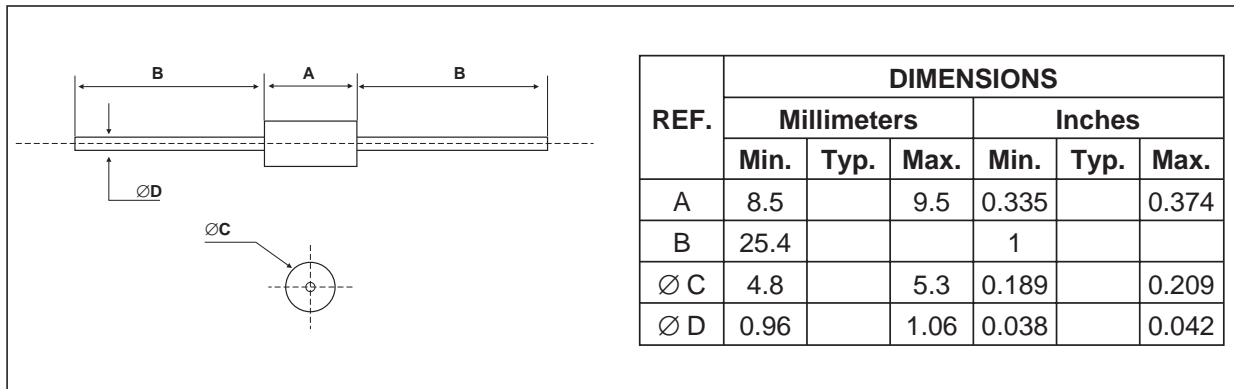 B A B
∅D
∅C
REF. DIMENSIONS
Millimeters Inches
Min. Typ. Max. Min. Typ. Max.
A 8.5 9.5 0.335 0.374
B 25.4 1
∅ C 4.8 5.3 0.189 0.209
∅ D 0.96 1.06 0.038 0.042